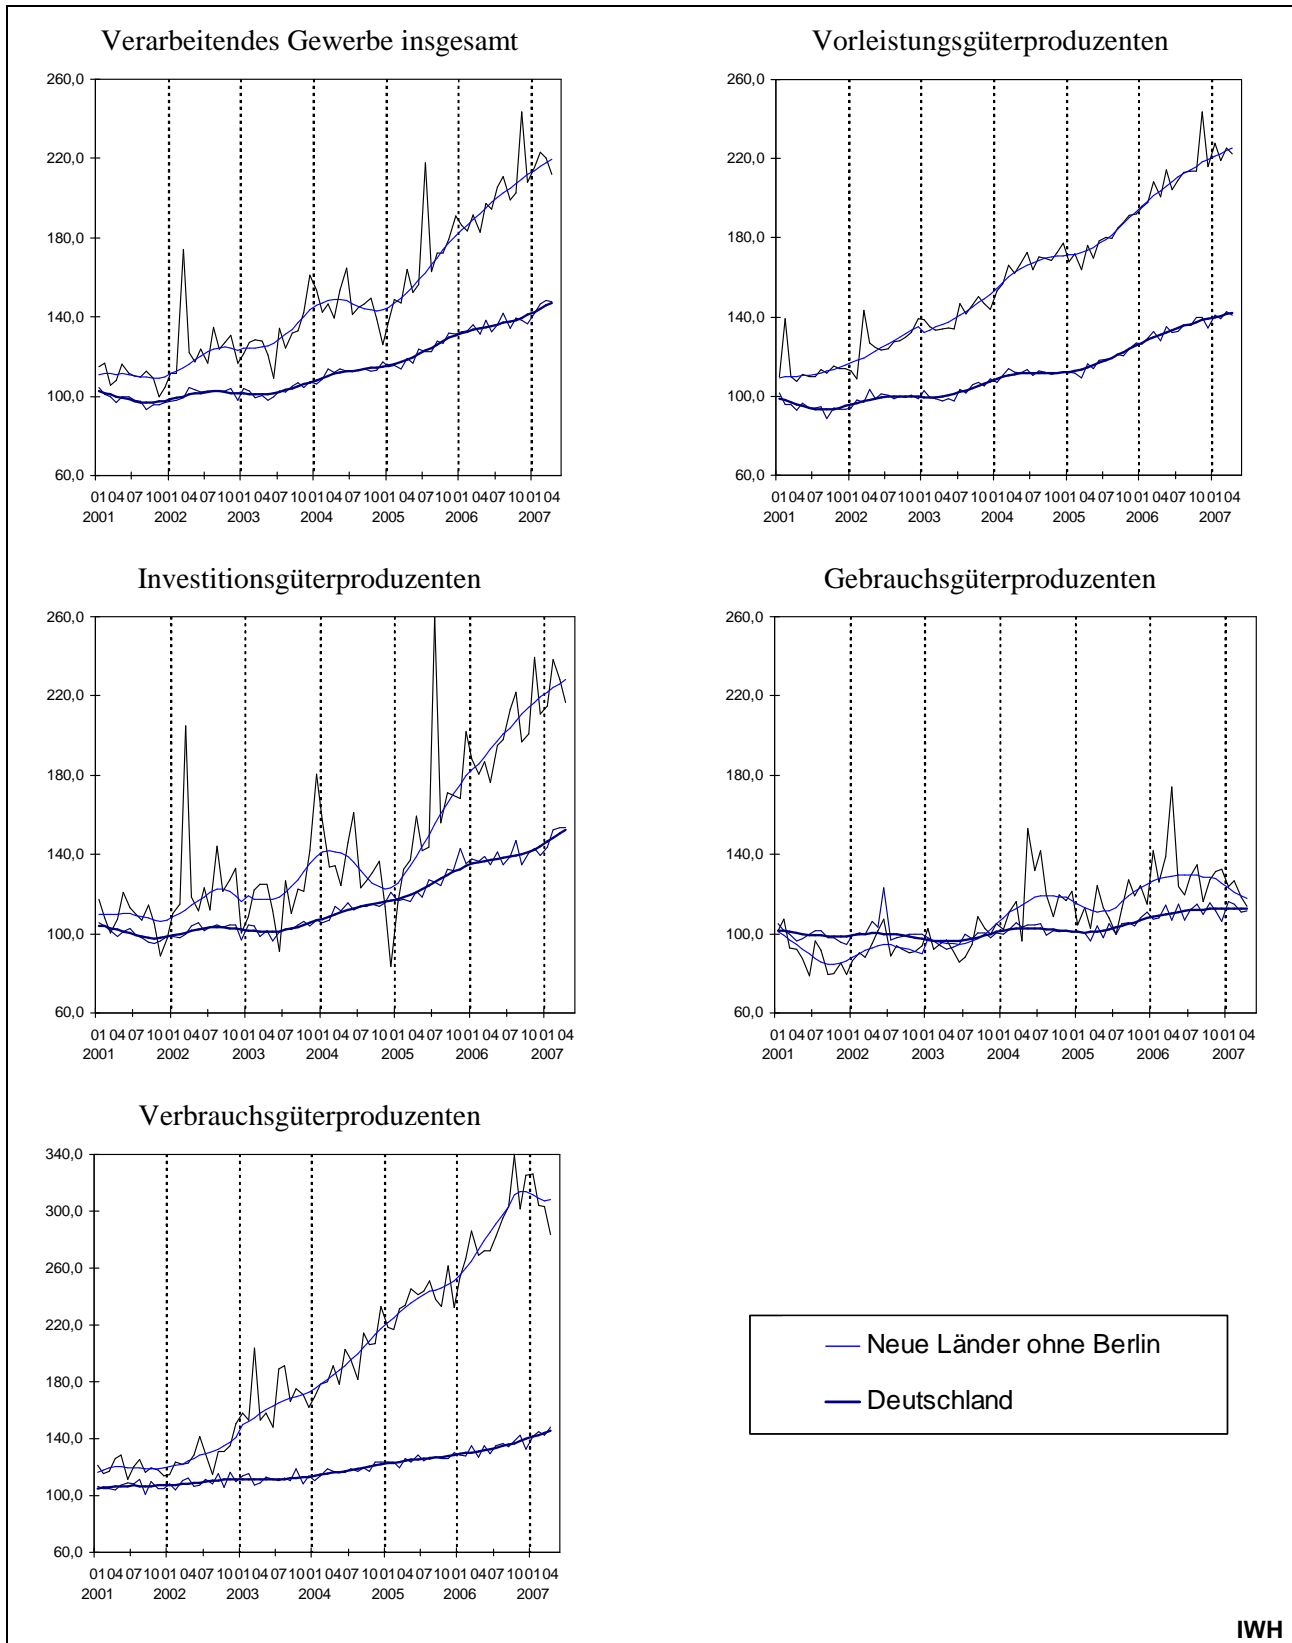 Verarbeitendes Gewerbe insgesamt
260,0
220,0
180,0
140,0
100,0
60,0
01 04 07 10 01 04 07 10 01 04 07 10 01 04 07 10 01 04 07 10 01 04 07 10 01 04
2001 2002 2003 2004 2005 2006 2007
Vorleistungsgüterproduzenten
260,0
220,0
180,0
140,0
100,0
60,0
01 04 07 10 01 04 07 10 01 04 07 10 01 04 07 10 01 04 07 10 01 04 07 10 01 04
2001 2002 2003 2004 2005 2006 2007
Investitionsgüterproduzenten
260,0
220,0
180,0
140,0
100,0
60,0
01 04 07 10 01 04 07 10 01 04 07 10 01 04 07 10 01 04 07 10 01 04 07 10 01 04
2001 2002 2003 2004 2005 2006 2007
Gebrauchsgüterproduzenten
260,0
220,0
180,0
140,0
100,0
60,0
01 04 07 10 01 04 07 10 01 04 07 10 01 04 07 10 01 04 07 10 01 04 07 10 01 04
2001 2002 2003 2004 2005 2006 2007
Verbrauchsgüterproduzenten
340,0
300,0
260,0
220,0
180,0
140,0
100,0
60,0
01 04 07 10 01 04 07 10 01 04 07 10 01 04 07 10 01 04 07 10 01 04 07 10 01 04
2001 2002 2003 2004 2005 2006 2007
Neue Länder ohne Berlin
Deutschland
IWH